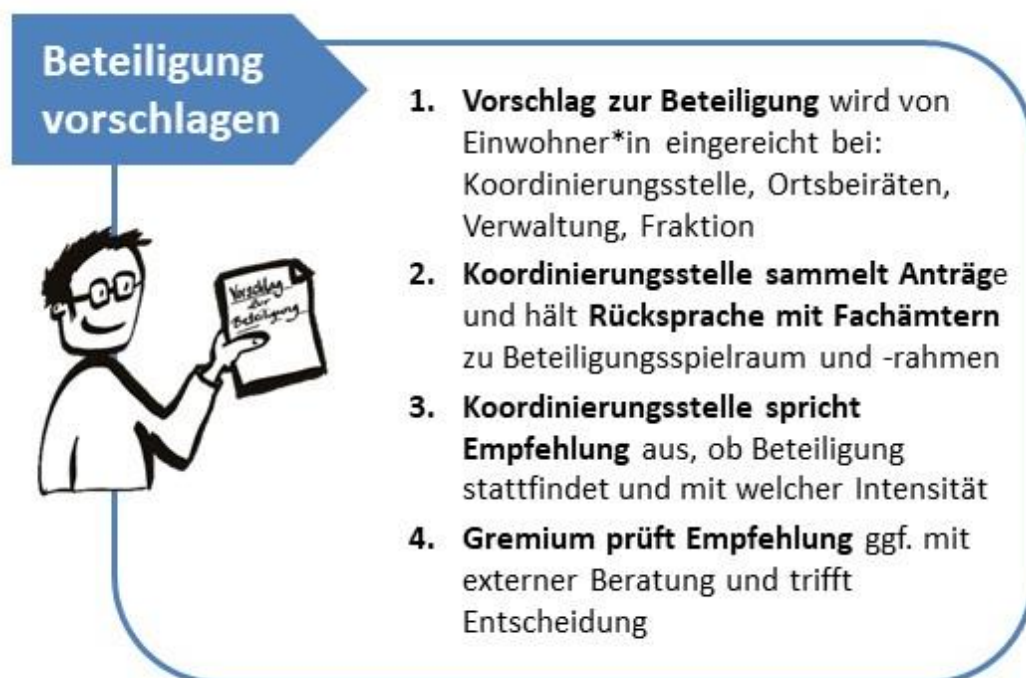 Beteiligung
vorschlagen
1. Vorschlag zur Beteiligung wird von
Einwohner*in eingereicht bei:
Koordinierungsstelle, Ortsbeiräten,
Verwaltung, Fraktion
2. Koordinierungsstelle sammelt Anträge
und hält Rücksprache mit Fachämtern
zu Beteiligungsspielraum und -rahmen
3. Koordinierungsstelle spricht
Empfehlung aus, ob Beteiligung
stattfindet und mit welcher Intensität
4. Gremium prüft Empfehlung ggf. mit
externer Beratung und trifft
Entscheidung
Vorschlag
zur
Beteiligung